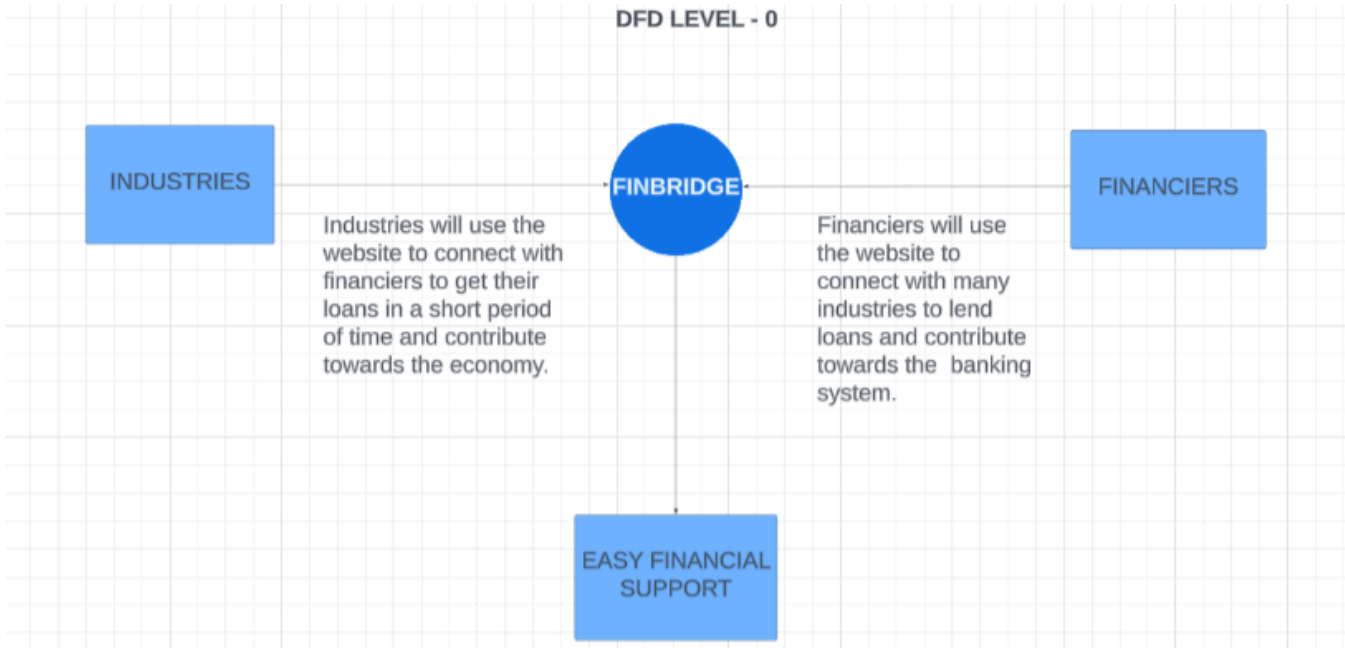 DFD LEVEL - 0
INDUSTRIES
FINBRIDGE
FINANCIERS
Industries will use the
website to connect with
financiers to get their
loans in a short period
of time and contribute
towards the economy.
Financiers will use
the website to
connect with many
industries to lend
loans and contribute
towards the  banking
system.
EASY FINANCIAL
SUPPORT